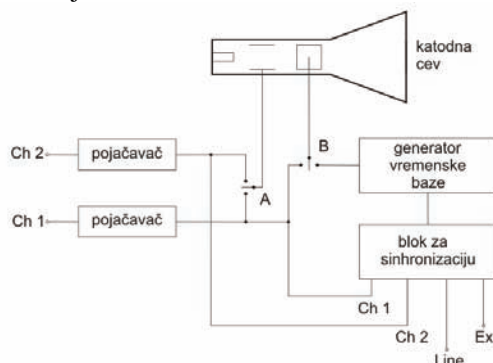 katodna
cev
Ch 2
pojačavač
Ch 1
pojačavač
A
B
generator
vremenske
baze
blok za
sinhronizaciju
Ch 1
Ch 2
Line